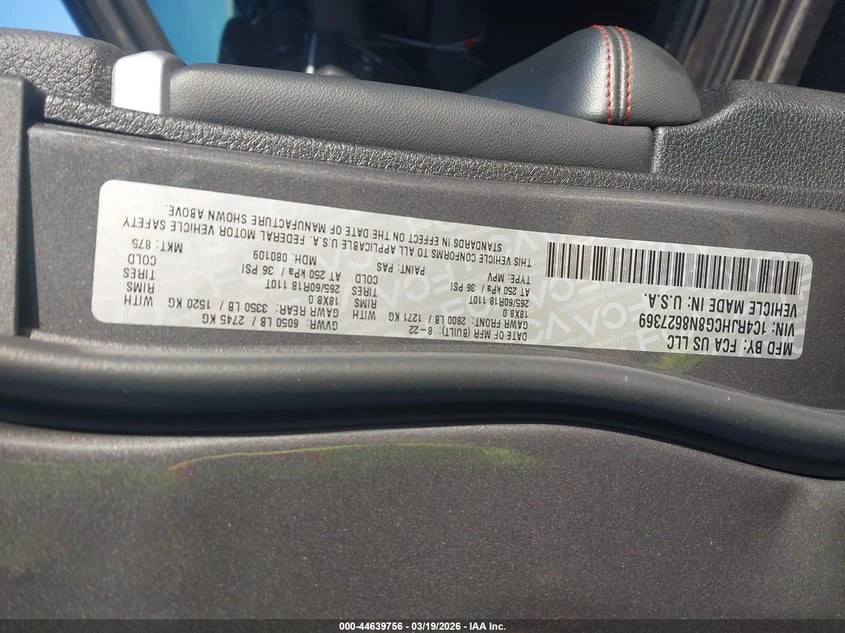 MFD BY: FCA US LLC
VIN: 1C4RJHCG8N8627369
VEHICLE MADE IN: U.S.A.
DATE OF MFR (BUILT): 8-22 GVWR: 6050 LB / 2745 KG
GAWR FRONT: 2800 LB / 1271 KG WITH GAWR REAR: 3350 LB / 1520 KG WITH
18X8.0 RIMS 18X8.0 RIMS
265/60R18 110T TIRES 265/60R18 110T TIRES
AT 250 kPa / 36 PSI COLD AT 250 kPa / 36 PSI COLD
TYPE: MPV PAINT: PAS MDH: 080109 MKT: 875
THIS VEHICLE CONFORMS TO ALL APPLICABLE U.S.A. FEDERAL MOTOR VEHICLE SAFETY
STANDARDS IN EFFECT ON THE DATE OF MANUFACTURE SHOWN ABOVE.
000-44639756 — 03/19/2026 — IAA Inc.